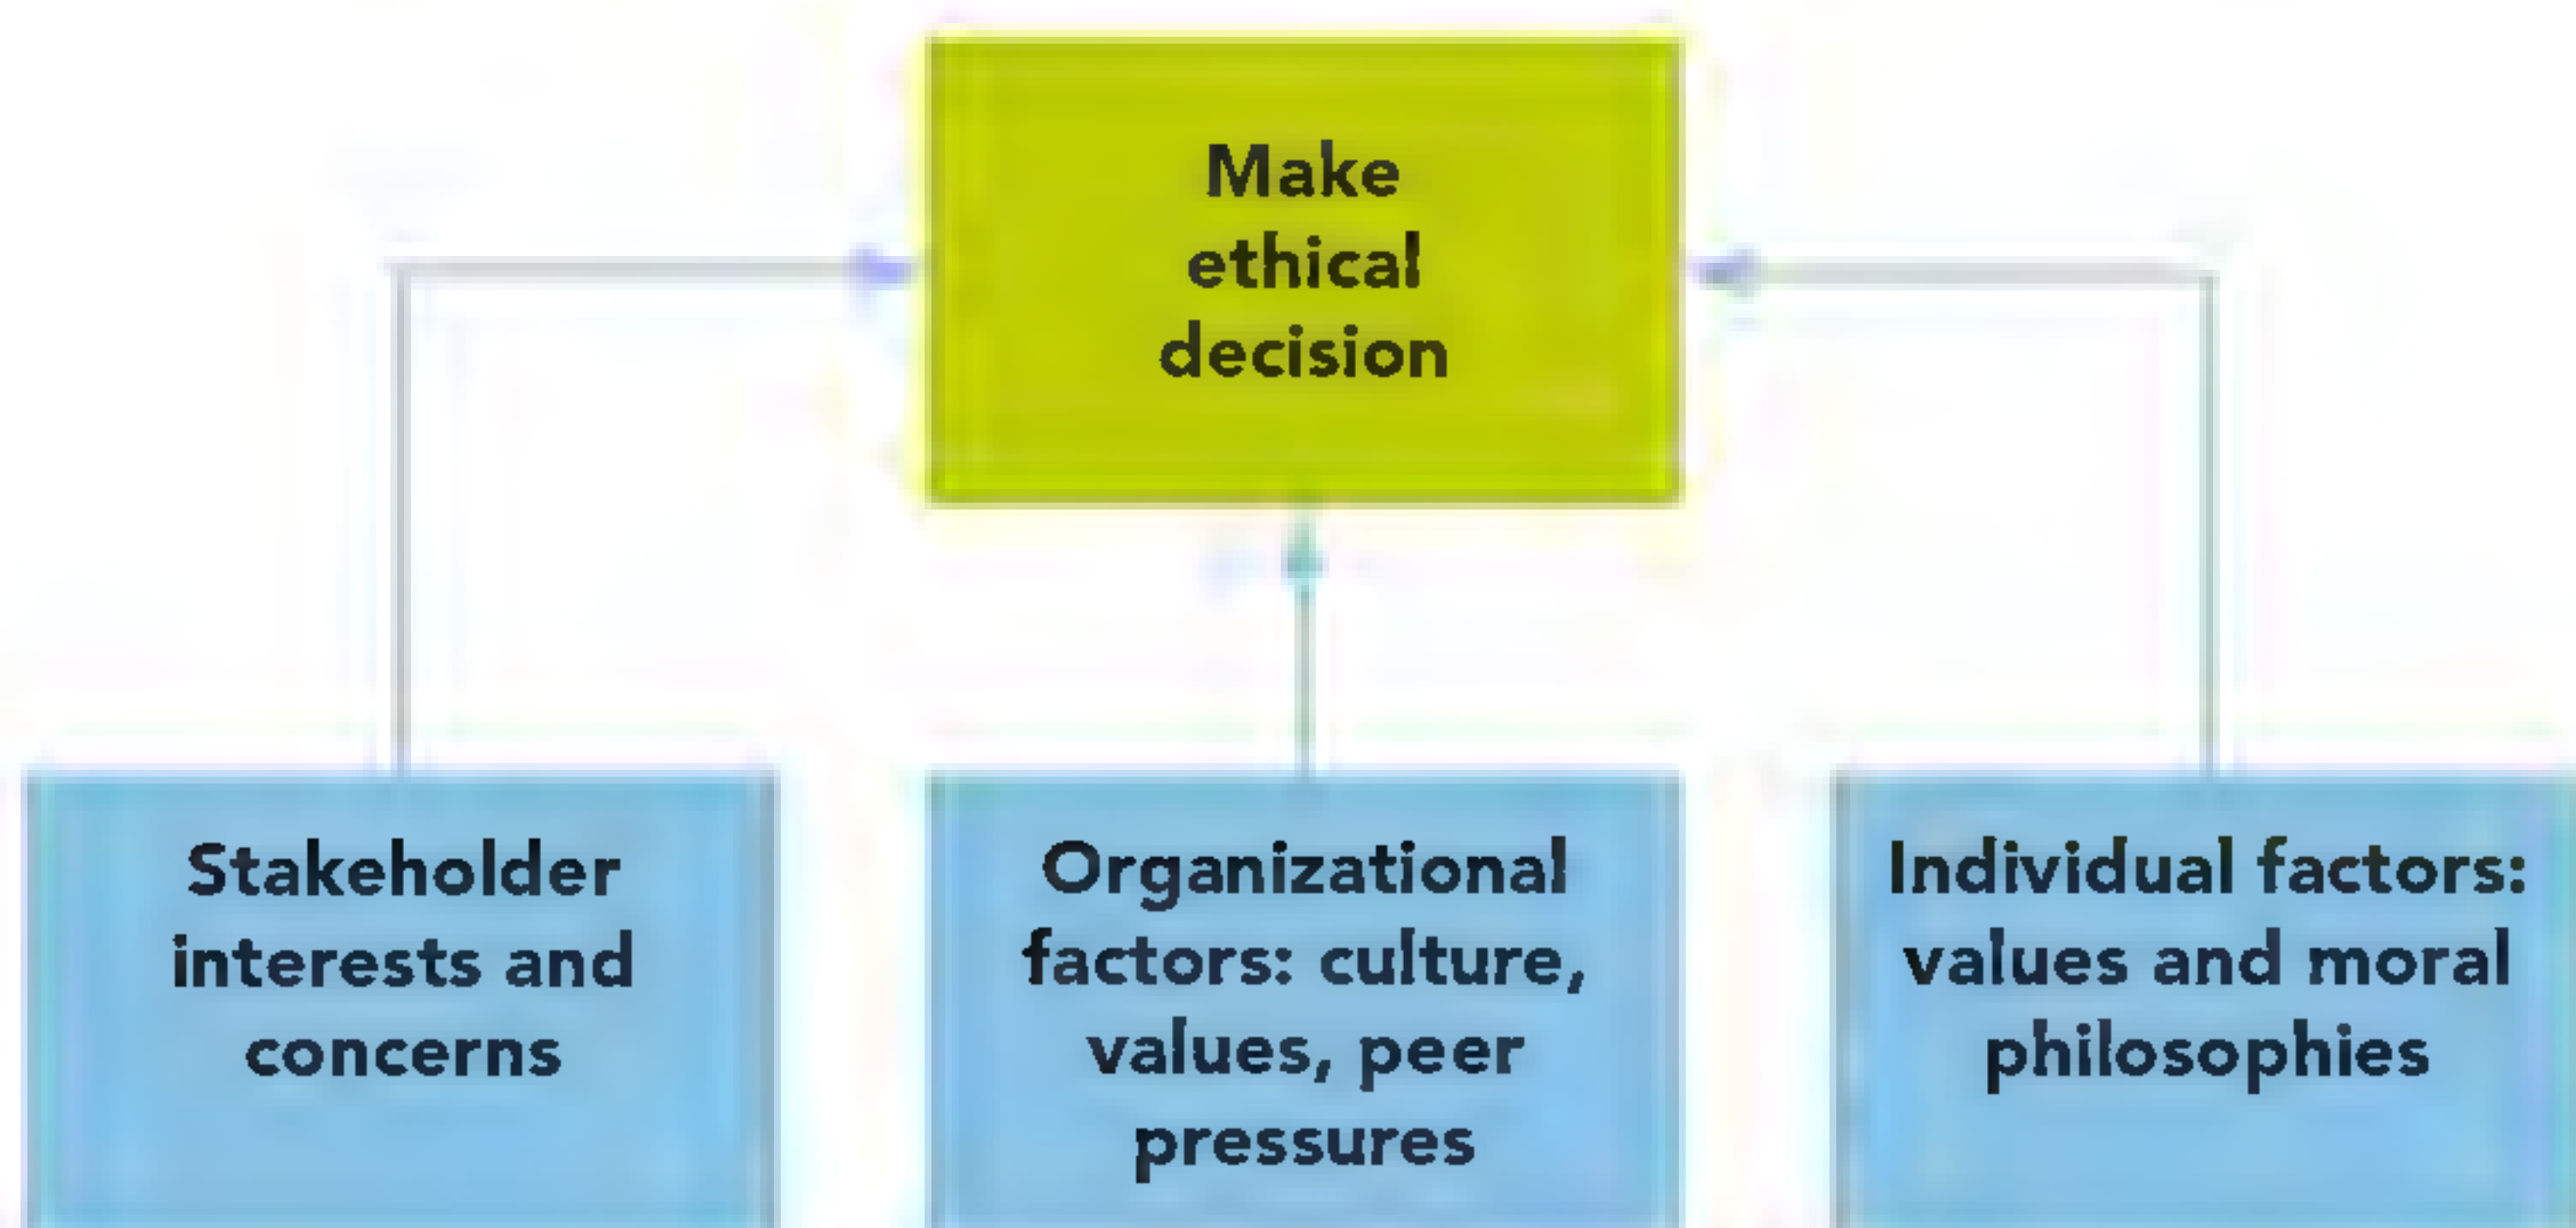 Make
ethical
decision
Stakeholder
interests and
concerns
Organizational
factors: culture,
values, peer
pressures
Individual factors:
values and moral
philosophies